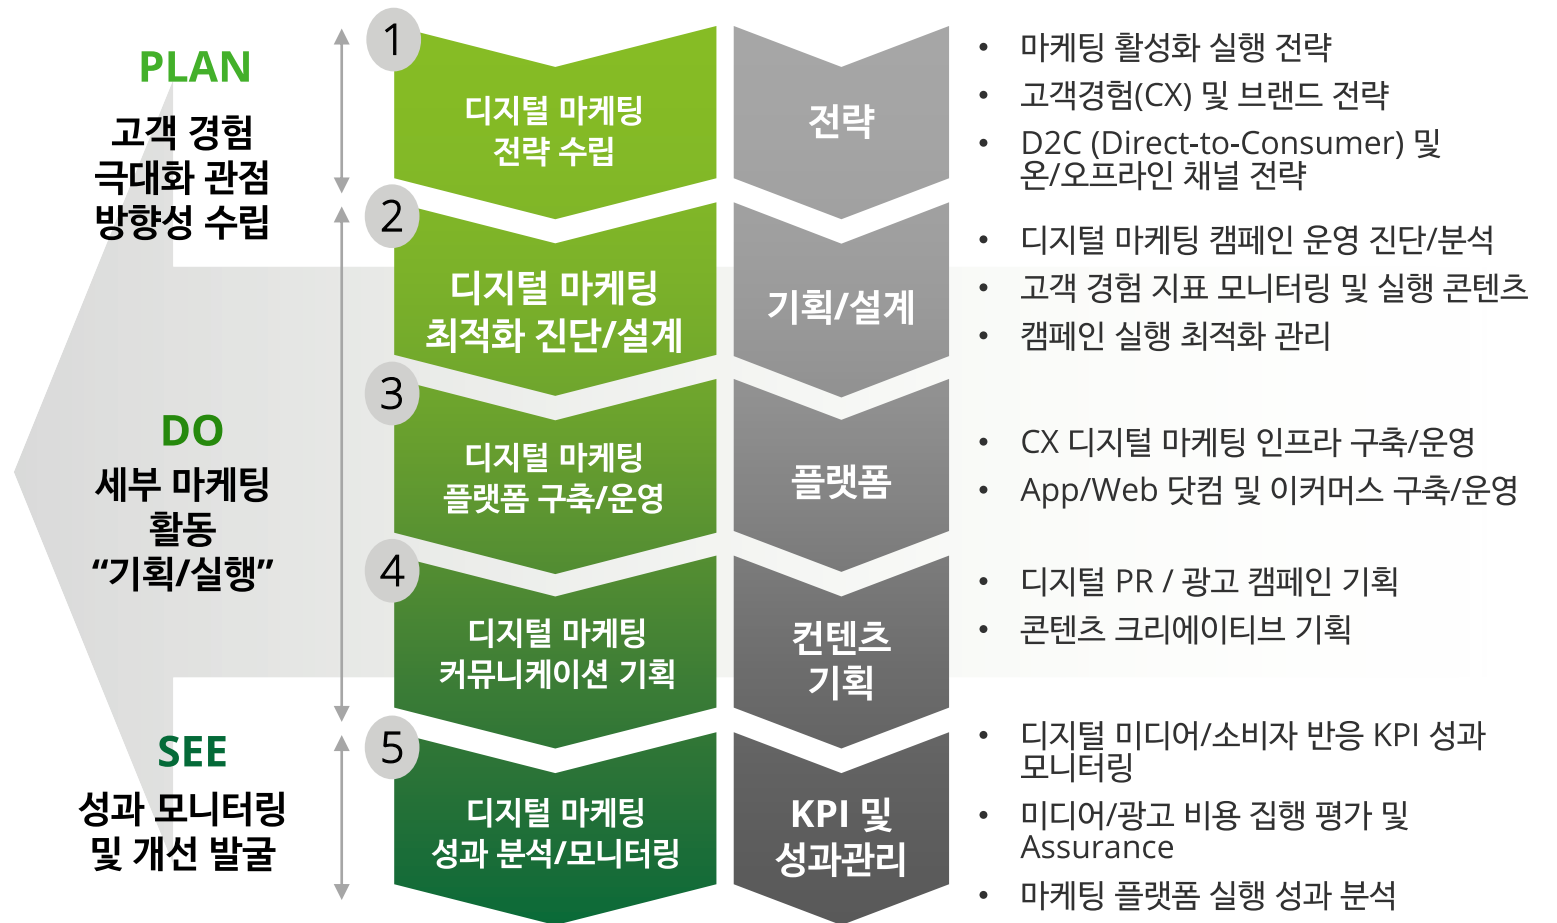 PLAN
고객 경험
극대화 관점
방향성 수립
1
디지털 마케팅
전략 수립
전략
• 마케팅 활성화 실행 전략
• 고객경험(CX) 및 브랜드 전략
• D2C (Direct-to-Consumer) 및
온/오프라인 채널 전략
DO
세부 마케팅
활동
“기획/실행”
2
디지털 마케팅
최적화 진단/설계
기획/설계
• 디지털 마케팅 캠페인 운영 진단/분석
• 고객 경험 지표 모니터링 및 실행 콘텐츠
• 캠페인 실행 최적화 관리
3
디지털 마케팅
플랫폼 구축/운영
플랫폼
• CX 디지털 마케팅 인프라 구축/운영
• App/Web 닷컴 및 이커머스 구축/운영
4
디지털 마케팅
커뮤니케이션 기획
컨텐츠
기획
• 디지털 PR / 광고 캠페인 기획
• 콘텐츠 크리에이티브 기획
SEE
성과 모니터링
및 개선 발굴
5
디지털 마케팅
성과 분석/모니터링
KPI 및
성과관리
• 디지털 미디어/소비자 반응 KPI 성과
모니터링
• 미디어/광고 비용 집행 평가 및
Assurance
• 마케팅 플랫폼 실행 성과 분석